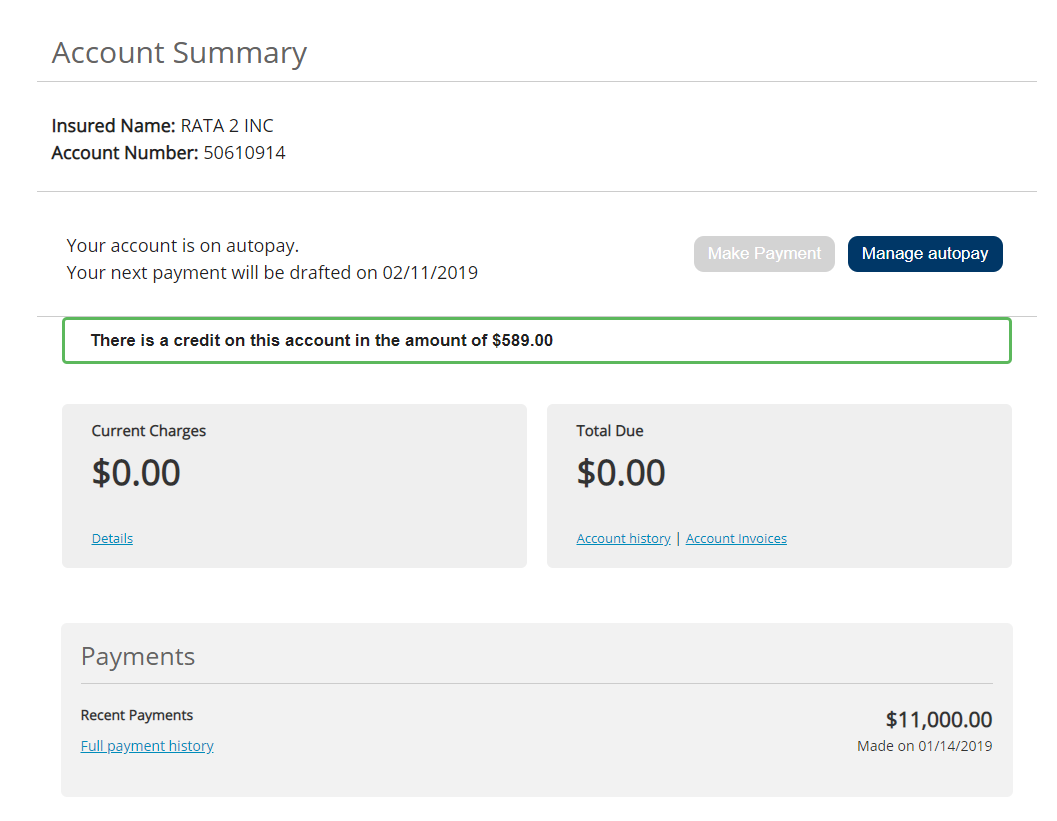 Account Summary
Insured Name: RATA 2 INC
Account Number: 50610914
Your account is on autopay.
Your next payment will be drafted on 02/11/2019
Make Payment
Manage autopay
There is a credit on this account in the amount of $589.00
Current Charges
$0.00
Details
Total Due
$0.00
Account history | Account Invoices
Payments
Recent Payments
$11,000.00
Full payment history
Made on 01/14/2019